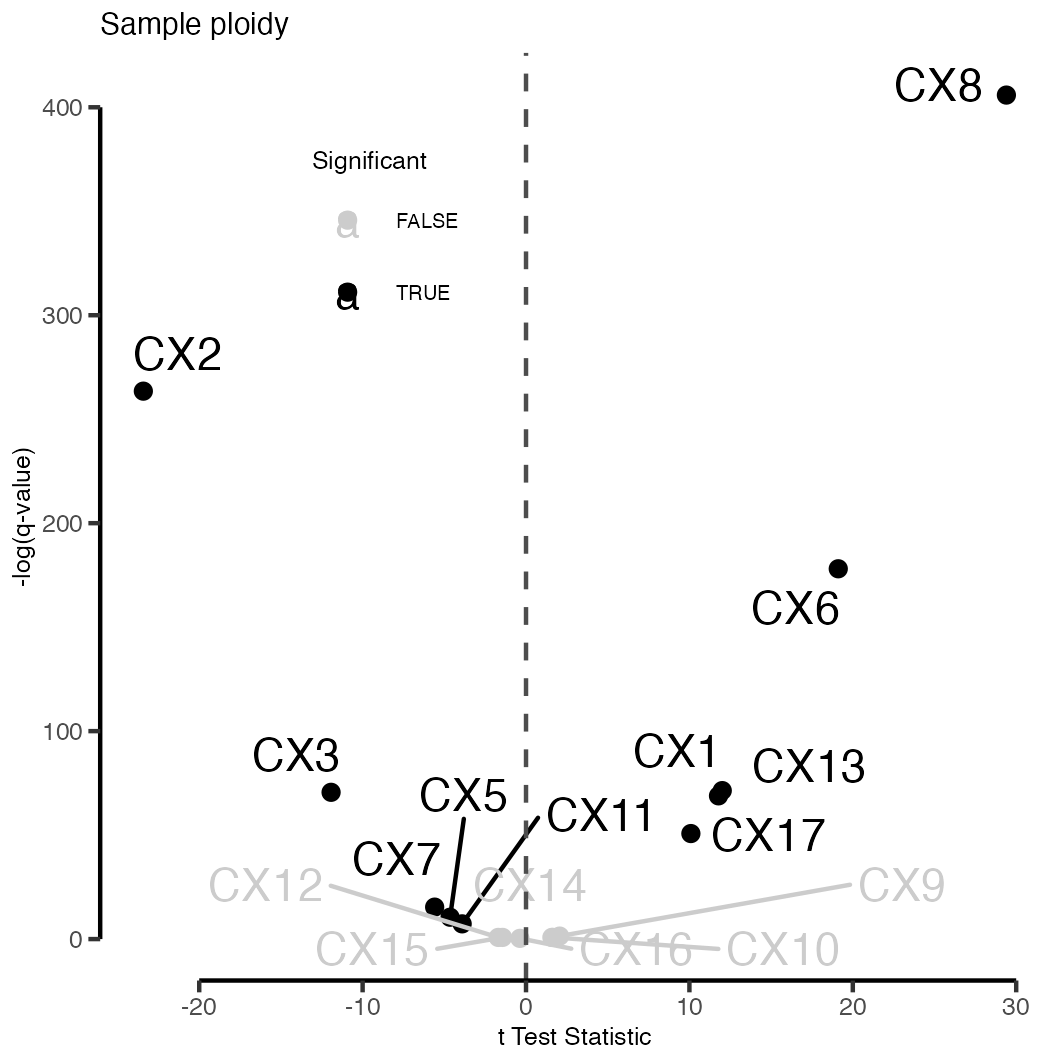 Sample ploidy
CX8
400
Significant
a FALSE
a TRUE
300
CX2
-log(q-value)
200
CX6
100
CX3
CX1
CX13
CX5
CX11
CX17
CX7
CX12
CX14
CX9
0
CX15
CX16
CX10
-20 -10 0 10 20 30
t Test Statistic